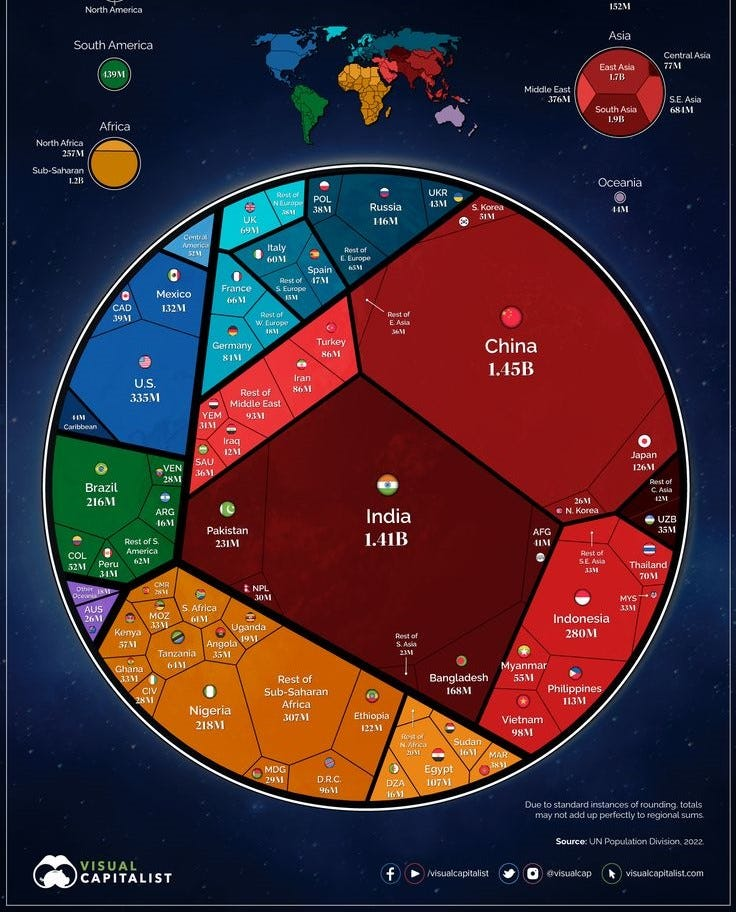 North America
152M
South America
439M
Asia
East Asia
1.7B
Central Asia
77M
Middle East
376M
South Asia
1.9B
S.E. Asia
684M
Africa
North Africa
257M
Sub-Saharan
1.2B
Oceania
44M
UK
69M
Rest of
N Europe
38M
POL
38M
Russia
146M
UKR
43M
S. Korea
51M
Central
America
52M
Italy
60M
Spain
47M
Rest of
E. Europe
65M
Rest of
S. Europe
45M
France
66M
Rest of
W. Europe
48M
Germany
84M
Mexico
132M
CAD
39M
U.S.
335M
44M
Caribbean
Turkey
86M
Iran
86M
Rest of
Middle East
93M
YEM
31M
Iraq
42M
SAU
36M
Rest of
E. Asia
36M
China
1.45B
Japan
126M
26M
N. Korea
Rest of
C. Asia
42M
UZB
35M
Brazil
216M
VEN
28M
ARG
46M
Rest of S.
America
62M
COL
52M
Peru
34M
Other
Oceania 18M
AUS
26M
Pakistan
231M
India
1.41B
AFG
41M
NPL
30M
Rest of
S. Asia
23M
Bangladesh
168M
Rest of
S.E. Asia
33M
Thailand
70M
MYS
33M
Indonesia
280M
Myanmar
55M
Philippines
113M
Vietnam
98M
CMR
28M
MOZ
33M
S. Africa
61M
Kenya
57M
Tanzania
64M
Angola
35M
Uganda
49M
Ghana
33M
CIV
28M
Nigeria
218M
Rest of
Sub-Saharan
Africa
307M
Ethiopia
122M
MDG
29M
D.R.C.
96M
Rest of
N. Africa
20M
Sudan
46M
Egypt
107M
DZA
46M
MAR
38M
Due to standard instances of rounding, totals
may not add up perfectly to regional sums.
Source: UN Population Division, 2022.
VISUAL
CAPITALIST
/visualcapitalist
@visualcap
visualcapitalist.com